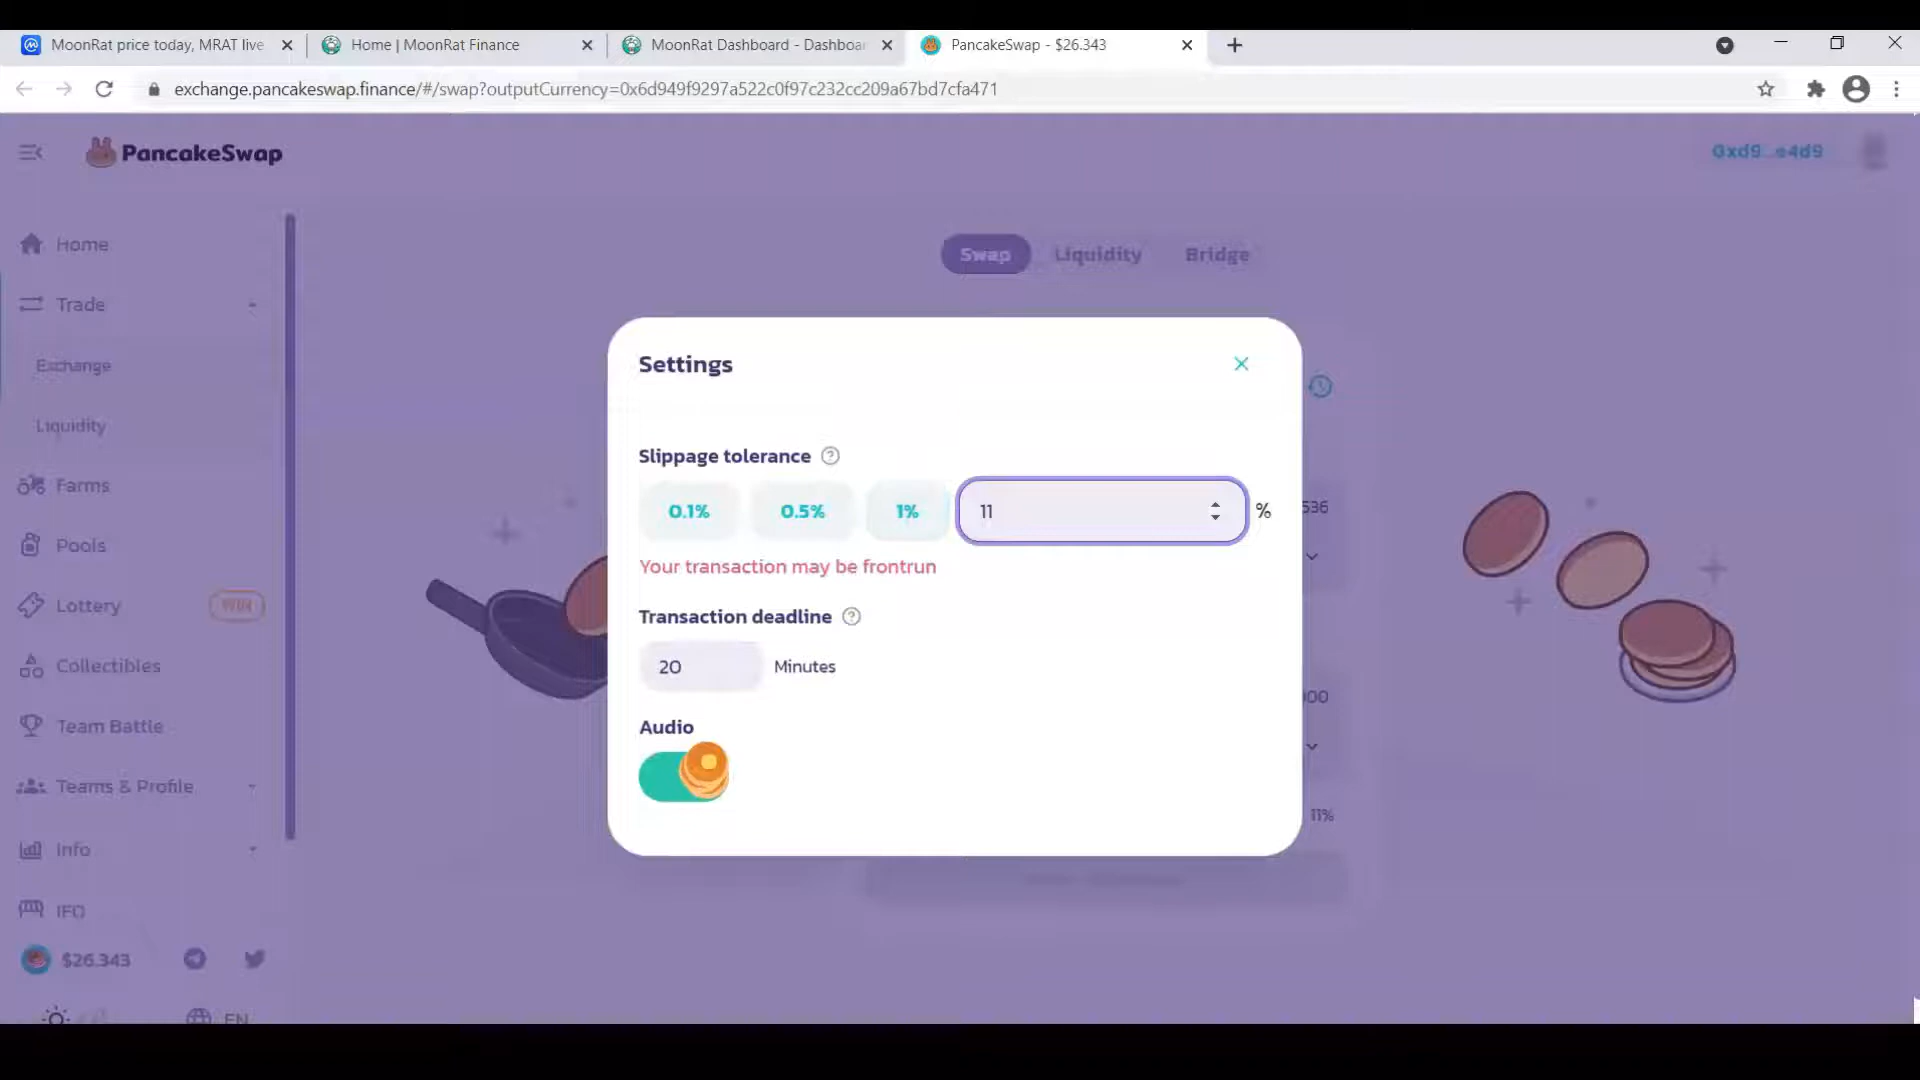 MoonRat price today, MRAT live
Home | MoonRat Finance
MoonRat Dashboard - Dashboar
PancakeSwap - $26.343
exchange.pancakeswap.finance/#/swap?outputCurrency=0x6d949f9297a522c0f97c232cc209a67bd7cfa471
PancakeSwap
0xd9...e4d9
Home
Trade
Exchange
Liquidity
Farms
Pools
Lottery
Collectibles
Team Battle
Teams & Profile
Info
IFO
$26.343
EN
Swap Liquidity Bridge
Settings
Slippage tolerance ?
0.1% 0.5% 1% 11 %
536
Your transaction may be frontrun
Transaction deadline ?
20 Minutes
Audio
11%